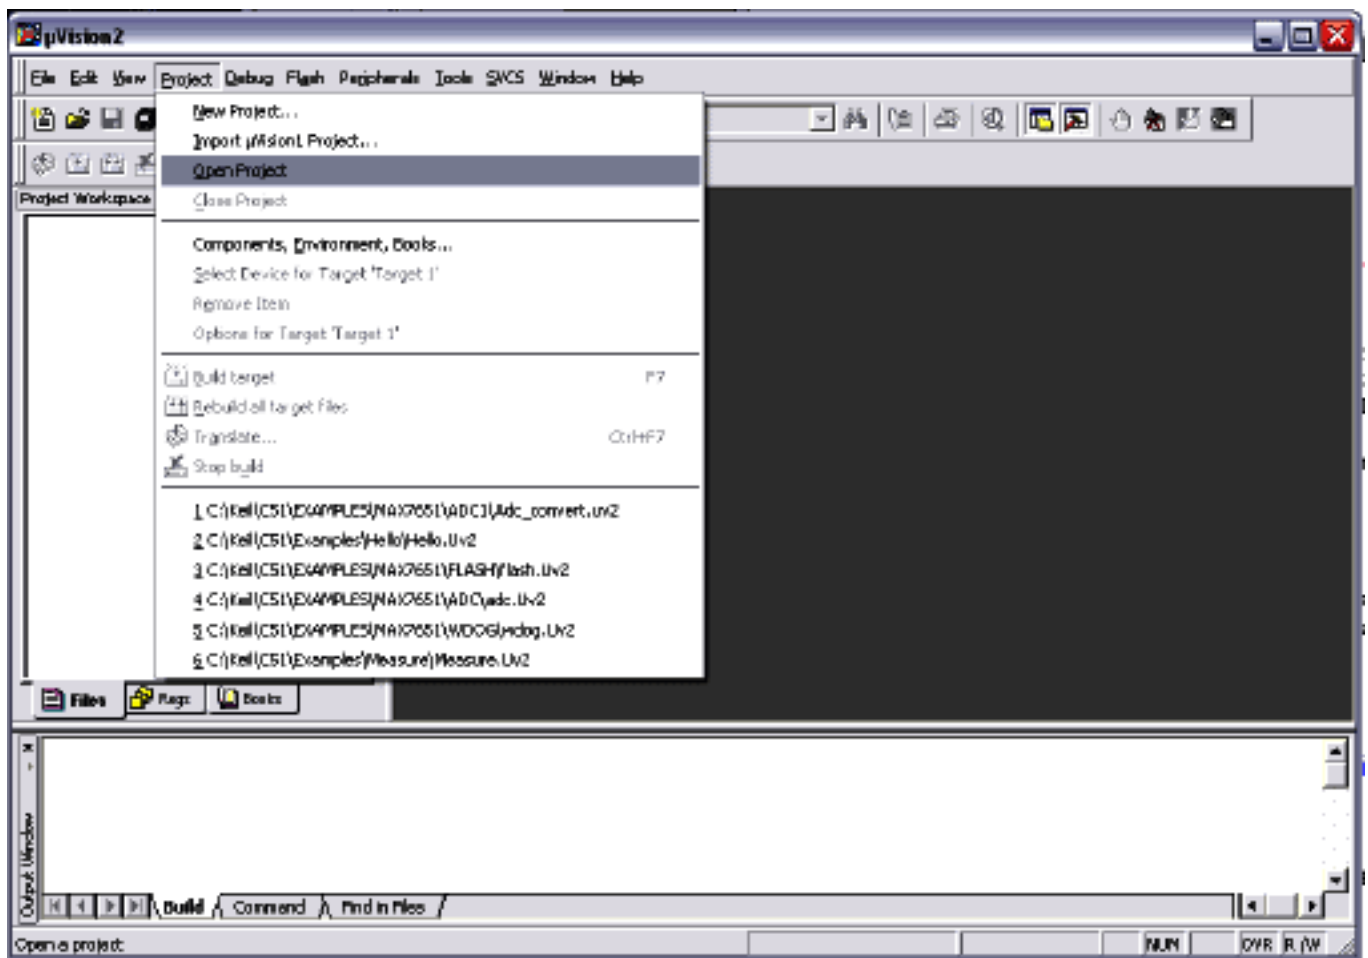 µVision2
File Edit View Project Debug Flash Peripherals Tools SVCS Window Help
New Project...
Import µVision1 Project...
Open Project
Close Project
Project Workspace
Components, Environment, Books...
Select Device for Target 'Target 1'
Remove Item
Options for Target 'Target 1'
Build target F7
Rebuild all target files
Translate... Ctrl+F7
Stop build
1 C:\Keil\C51\EXAMPLES\MAX7651\ADC1\Adc_convert.uv2
2 C:\Keil\C51\Examples\Hello\Hello.Uv2
3 C:\Keil\C51\EXAMPLES\MAX7651\FLASH\flash.Uv2
4 C:\Keil\C51\EXAMPLES\MAX7651\ADC\adc.Uv2
5 C:\Keil\C51\EXAMPLES\MAX7651\WDOG\wdog.Uv2
6 C:\Keil\C51\Examples\Measure\Measure.Uv2
Files Regs Books
Output Window
Build Command Find in Files
Open a project NUM OVR R/W